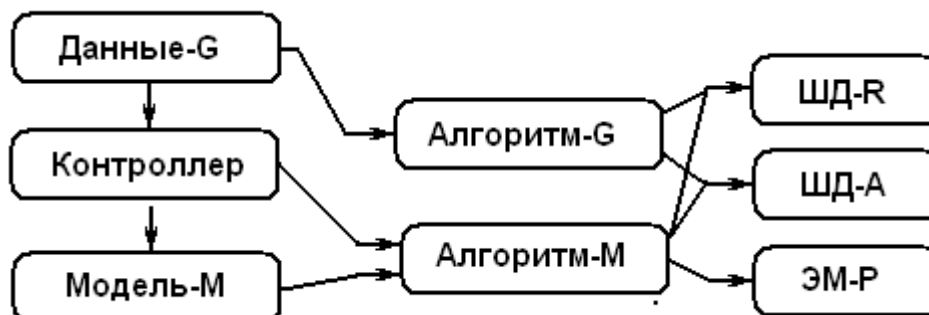 Данные-G
Контроллер
Модель-М
Алгоритм-G
Алгоритм-М
ШД-R
ШД-А
ЭМ-Р